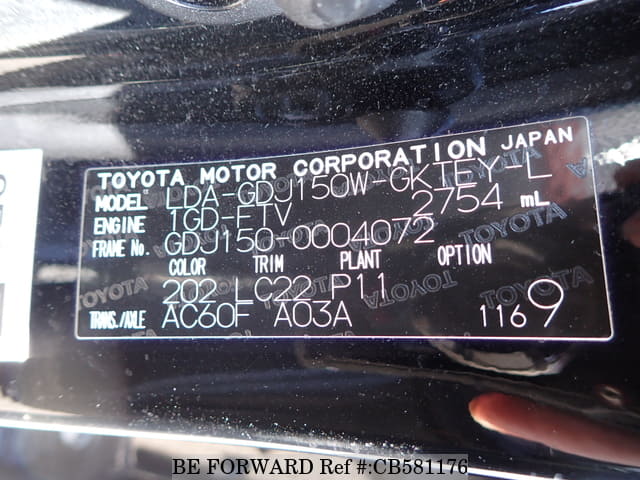 TOYOTA MOTOR CORPORATION JAPAN
MODEL LDA-GDJ150W-GKTEY-L
ENGINE 1GD-FTV 2754 mL
FRAME No. GDJ150-0004072
COLOR TRIM PLANT OPTION
202 LC22 P11
TRANS./AXLE AC60F A03A 1169
BE FORWARD Ref #:CB581176